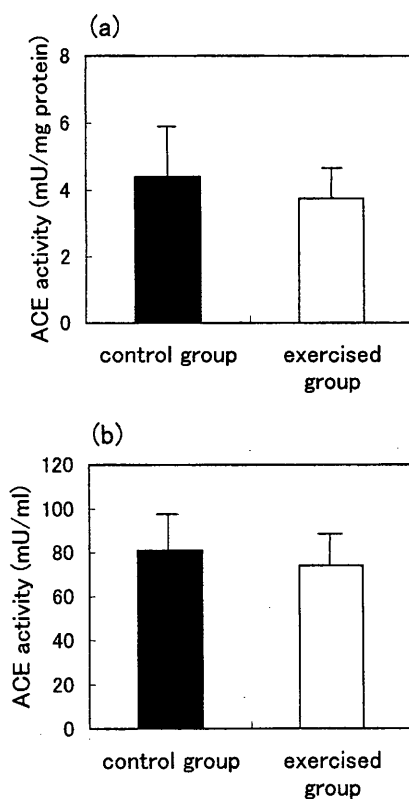 (a)
ACE activity (mU/mg protein)
8
6
4
2
0
control group
exercised
group
(b)
ACE activity (mU/ml)
120
100
80
60
40
20
0
control group
exercised
group